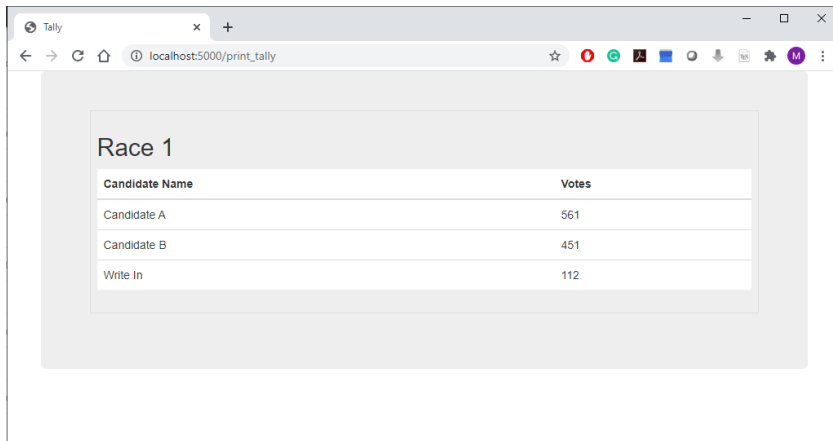 Tally
localhost:5000/print_tally
M
Race 1
Candidate Name Votes
Candidate A 561
Candidate B 451
Write In 112